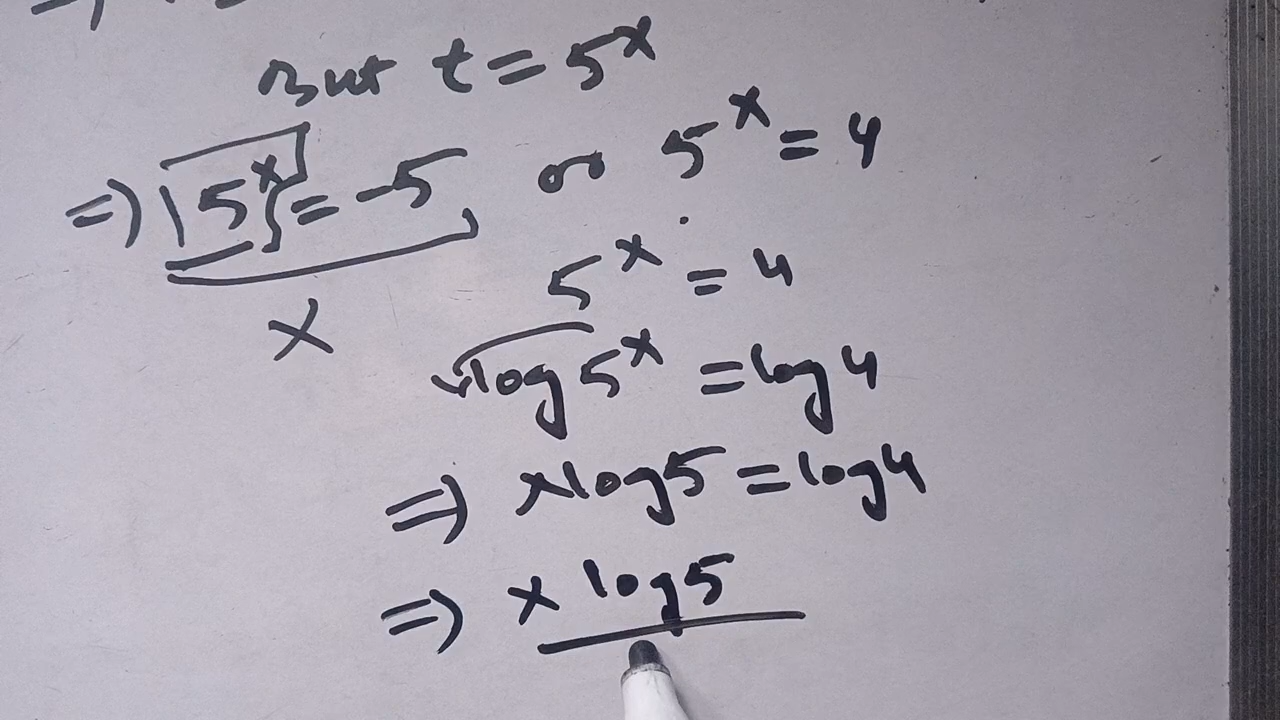 But t = 5^x
=> 5^x = -5 or 5^x = 4
x
5^x = 4
log 5^x = log 4
=> x log 5 = log 4
=> x log 5